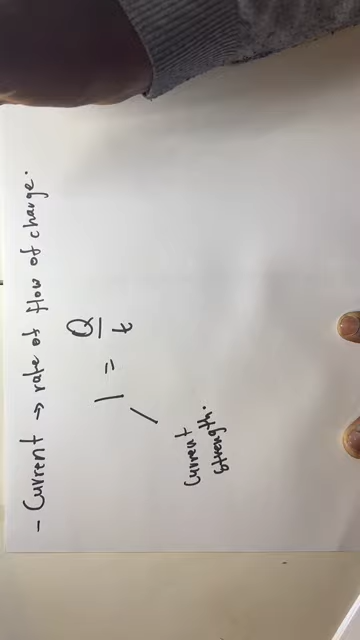 - Current → rate of flow of charge.
I = Q/t
Current
Strength.